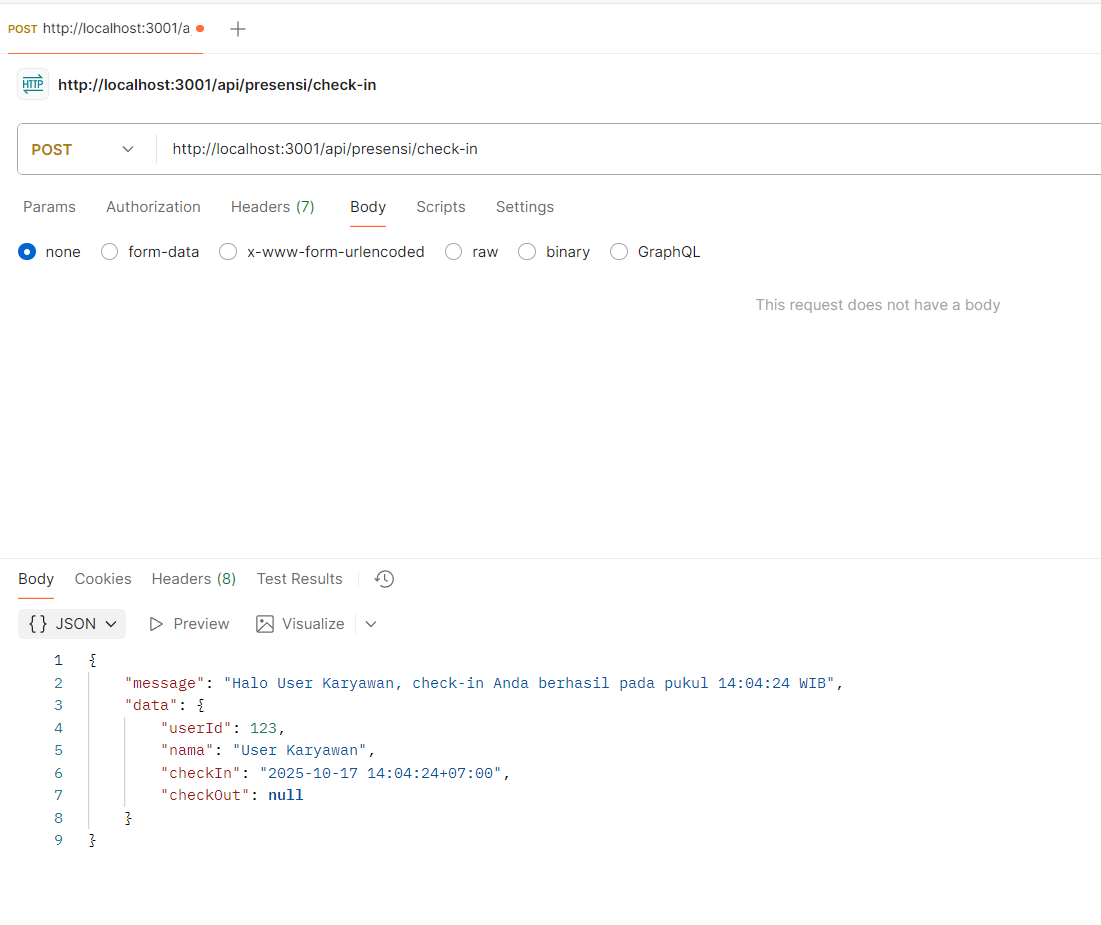 POST http://localhost:3001/a
HTTP http://localhost:3001/api/presensi/check-in
POST http://localhost:3001/api/presensi/check-in
Params Authorization Headers (7) Body Scripts Settings
none form-data x-www-form-urlencoded raw binary GraphQL
This request does not have a body
Body Cookies Headers (8) Test Results
{} JSON Preview Visualize
1 {
2 "message": "Halo User Karyawan, check-in Anda berhasil pada pukul 14:04:24 WIB",
3 "data": {
4 "userId": 123,
5 "nama": "User Karyawan",
6 "checkIn": "2025-10-17 14:04:24+07:00",
7 "checkOut": null
8 }
9 }